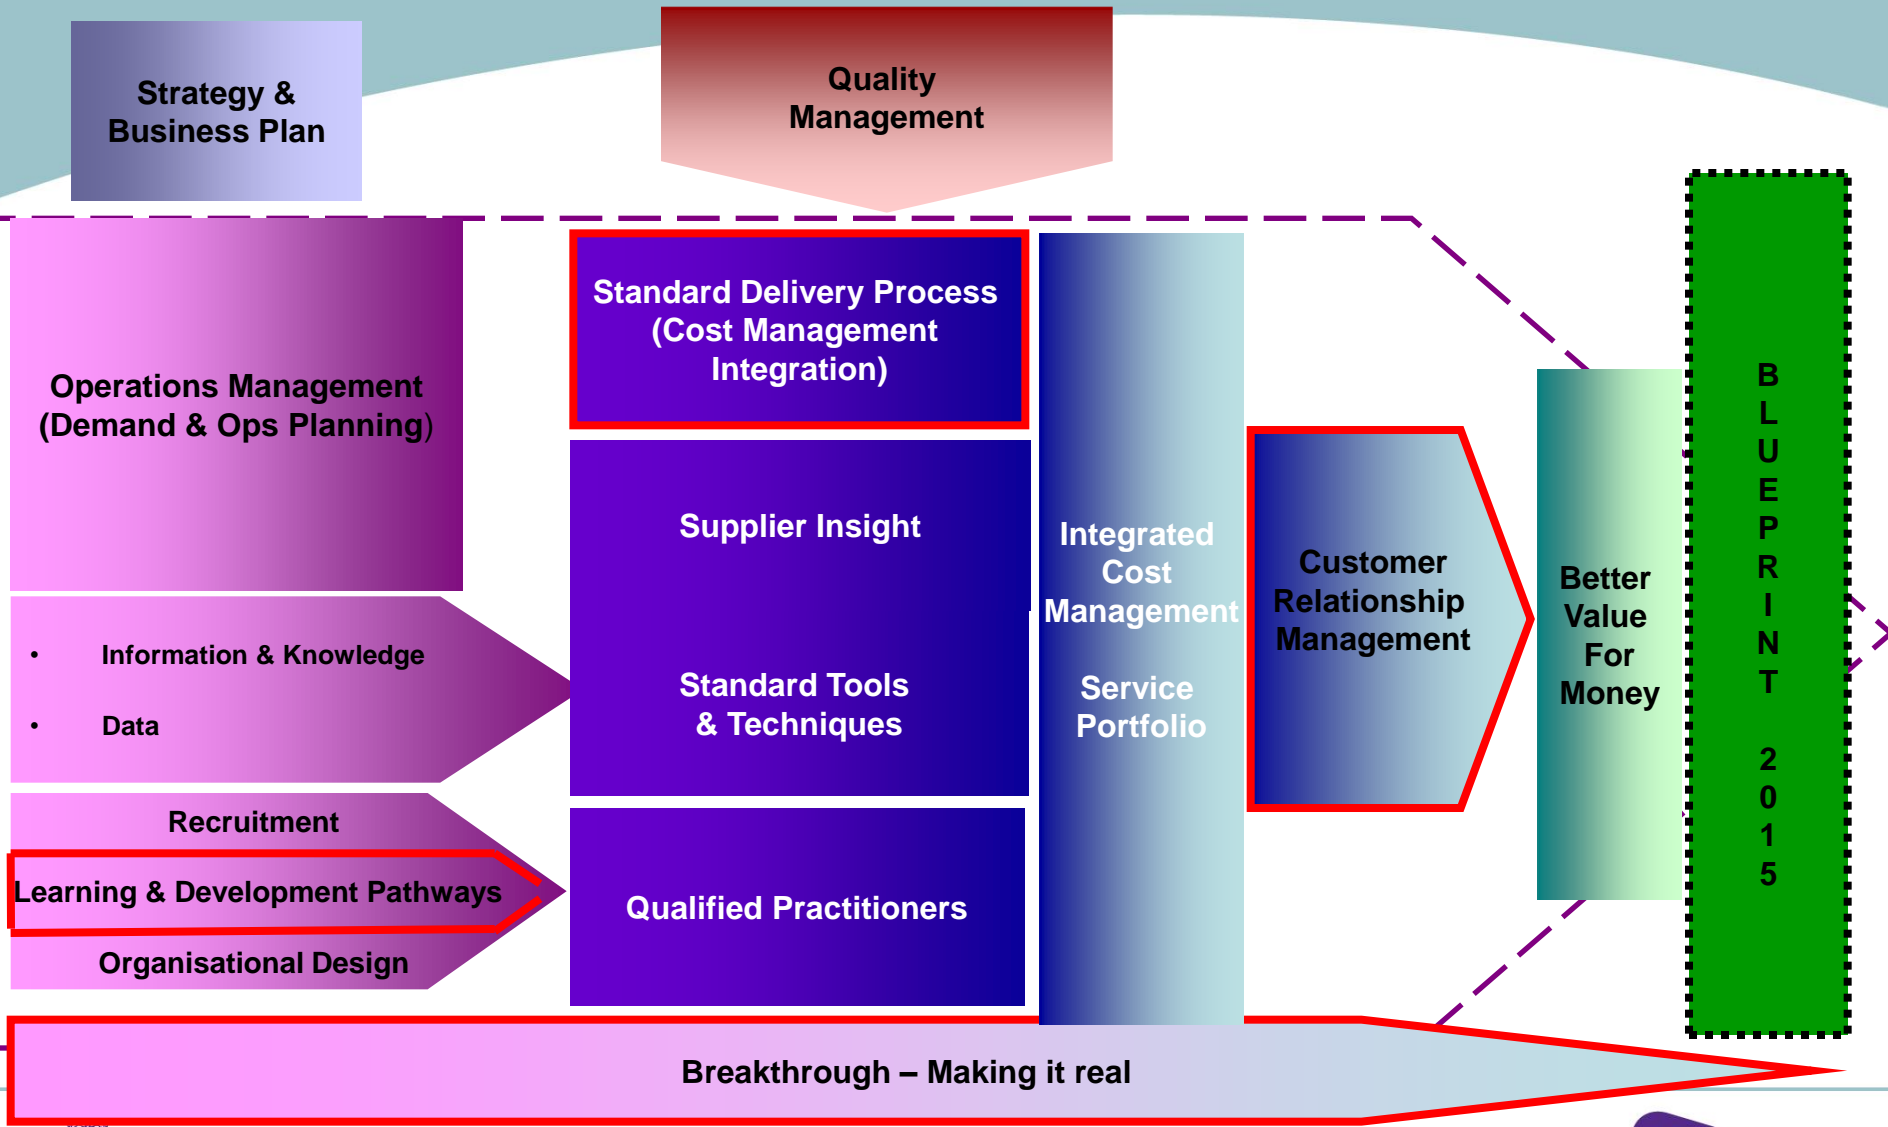 Strategy &
Business Plan
Quality
Management
Operations Management
(Demand & Ops Planning)
• Information & Knowledge
• Data
Recruitment
Learning & Development Pathways
Organisational Design
Standard Delivery Process
(Cost Management
Integration)
Supplier Insight
Standard Tools
& Techniques
Qualified Practitioners
Integrated
Cost
Management
Service
Portfolio
Customer
Relationship
Management
Better
Value
For
Money
B
L
U
E
P
R
I
N
T
2
0
1
5
Breakthrough – Making it real